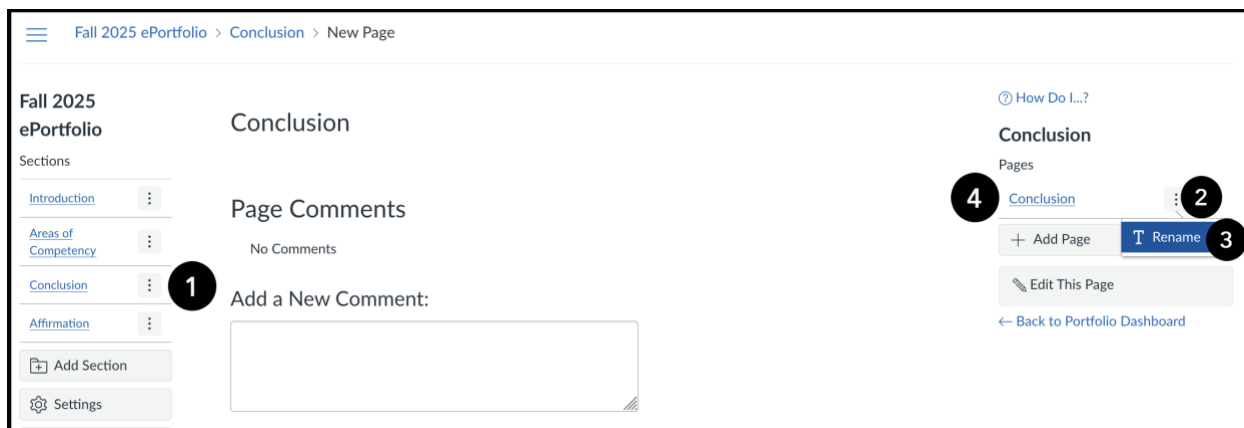 Fall 2025 ePortfolio > Conclusion > New Page
Fall 2025
ePortfolio
Sections
Introduction
Areas of
Competency
Conclusion
1
Affirmation
Add Section
Settings
Conclusion
Page Comments
No Comments
Add a New Comment:
How Do I...?
Conclusion
Pages
4 Conclusion 2
+ Add Page
T Rename 3
Edit This Page
← Back to Portfolio Dashboard